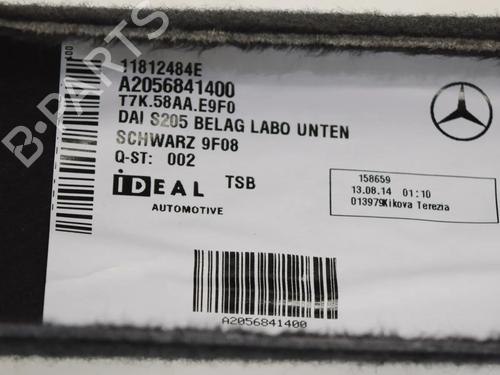 11812484E
A2056841400
T7K.58AA.E9F0
DAI S205 BELAG LABO UNTEN
SCHWARZ 9F08
Q-ST: 002
iDEAL TSB
AUTOMOTIVE
158659
13.08.14 01:10
013979Kikova Terezia
A2056841400
B-PARTS